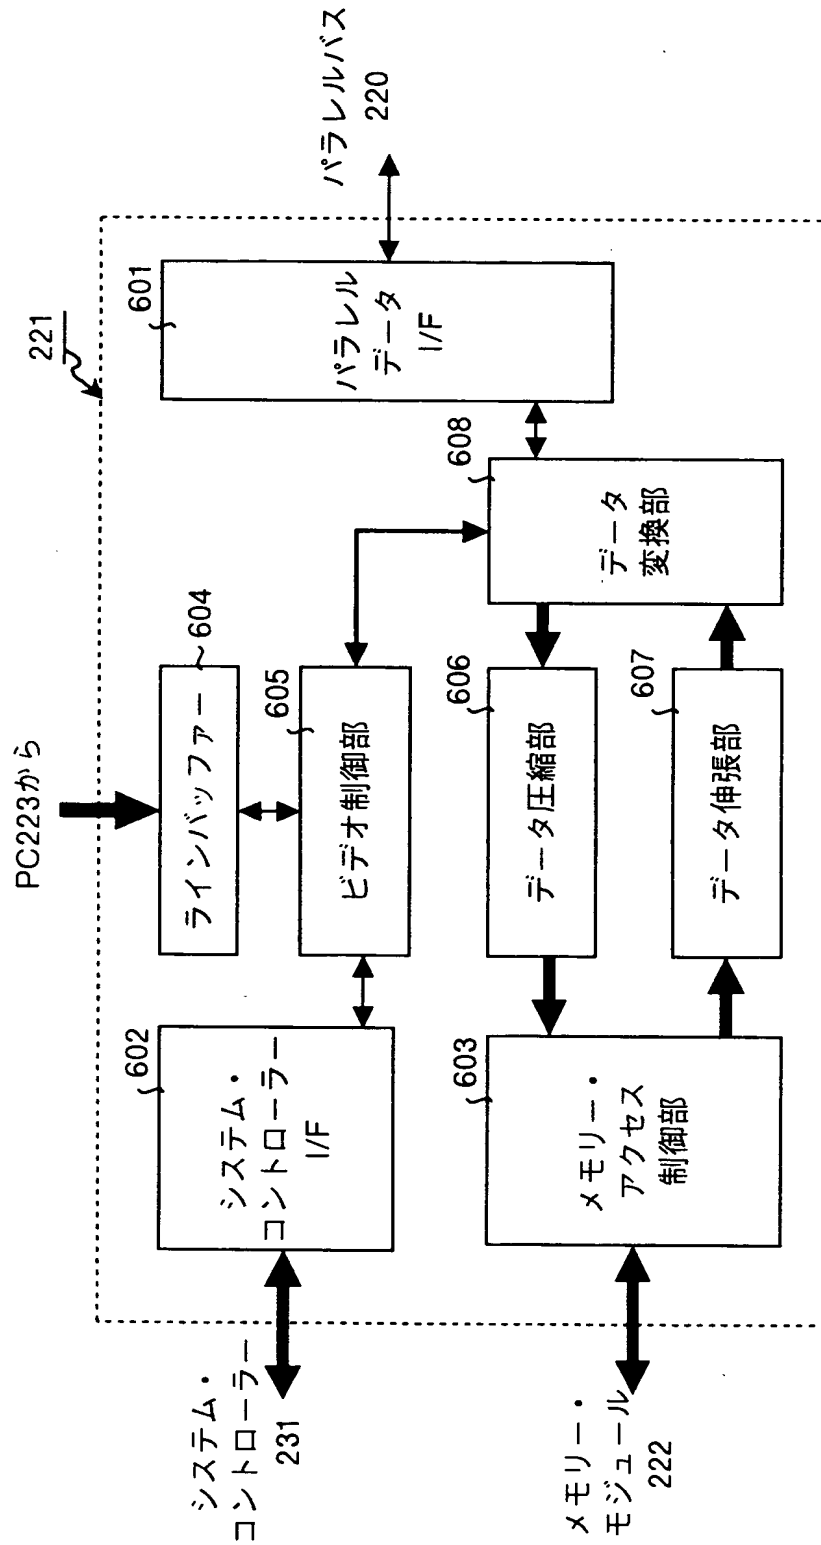 PC223から
221
システム・
コントローラー
231
602
システム・
コントローラー
I/F
ラインバッファー
604
605
ビデオ制御部
601
パラレル
データ
I/F
パラレルバス
220
メモリー・
モジュール
222
603
メモリー・
アクセス
制御部
606
データ圧縮部
607
データ伸張部
608
データ
変換部